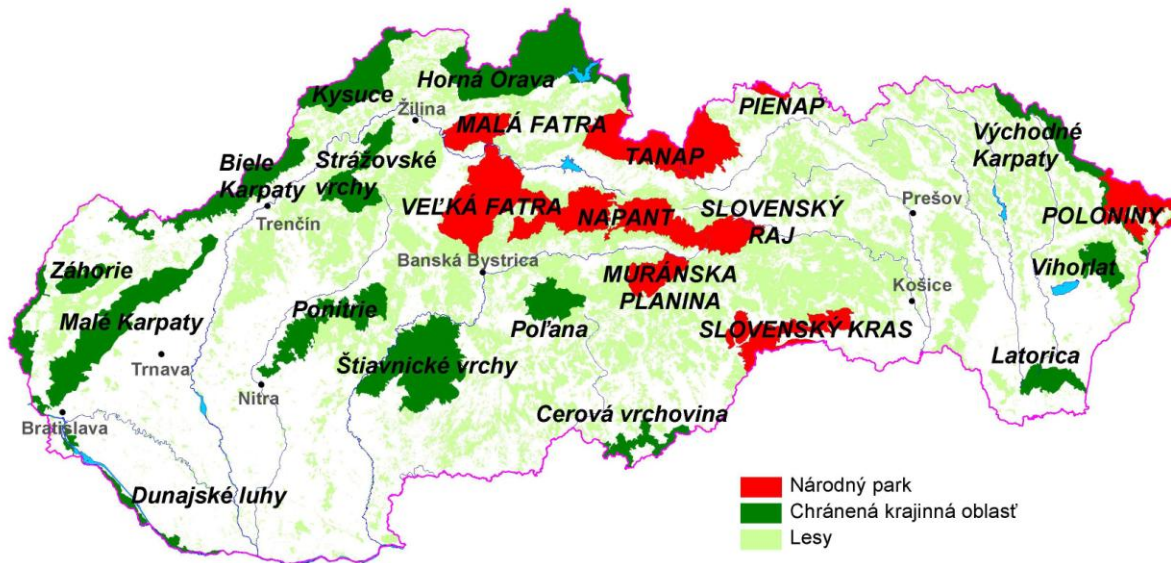 Horná Orava
Kysuce
Žilina
PIENAP
MALÁ FATRA
Východné
Karpaty
Strážovské
vrchy
TANAP
Biele
Karpaty
Trenčín
VEĽKÁ FATRA
NAPANT
SLOVENSKÝ
RAJ
Prešov
POLONINY
Banská Bystrica
Záhorie
MURÁNSKA
PLANINA
Vihorlat
Košice
Malé Karpaty
Ponitrie
Poľana
SLOVENSKÝ KRAS
Trnava
Štiavnické vrchy
Latorica
Nitra
Bratislava
Cerová vrchovina
Dunajské luhy
Národný park
Chránená krajinná oblasť
Lesy